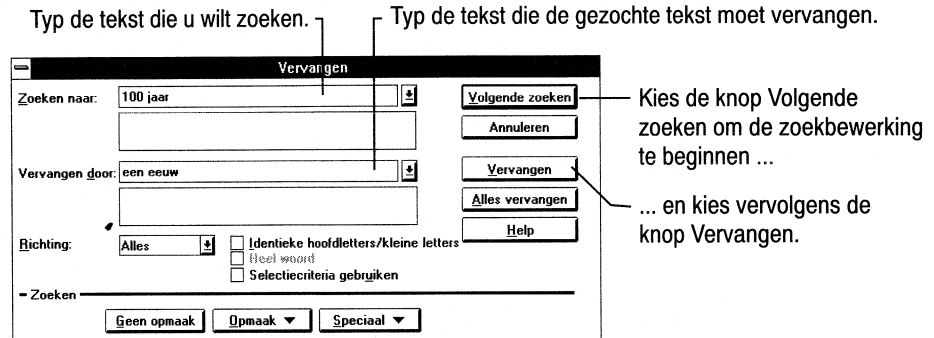 Typ de tekst die u wilt zoeken.
Typ de tekst die de gezochte tekst moet vervangen.
Vervangen
Zoeken naar:
100 jaar
Volgende zoeken
Annuleren
Vervangen door:
een eeuw
Vervangen
Alles vervangen
Help
Richting:
Alles
Identieke hoofdletters/kleine letters
Heel woord
Selectiecriteria gebruiken
Zoeken
Geen opmaak
Opmaak ▼
Speciaal ▼
Kies de knop Volgende
zoeken om de zoekbewerking
te beginnen ...
... en kies vervolgens de
knop Vervangen.